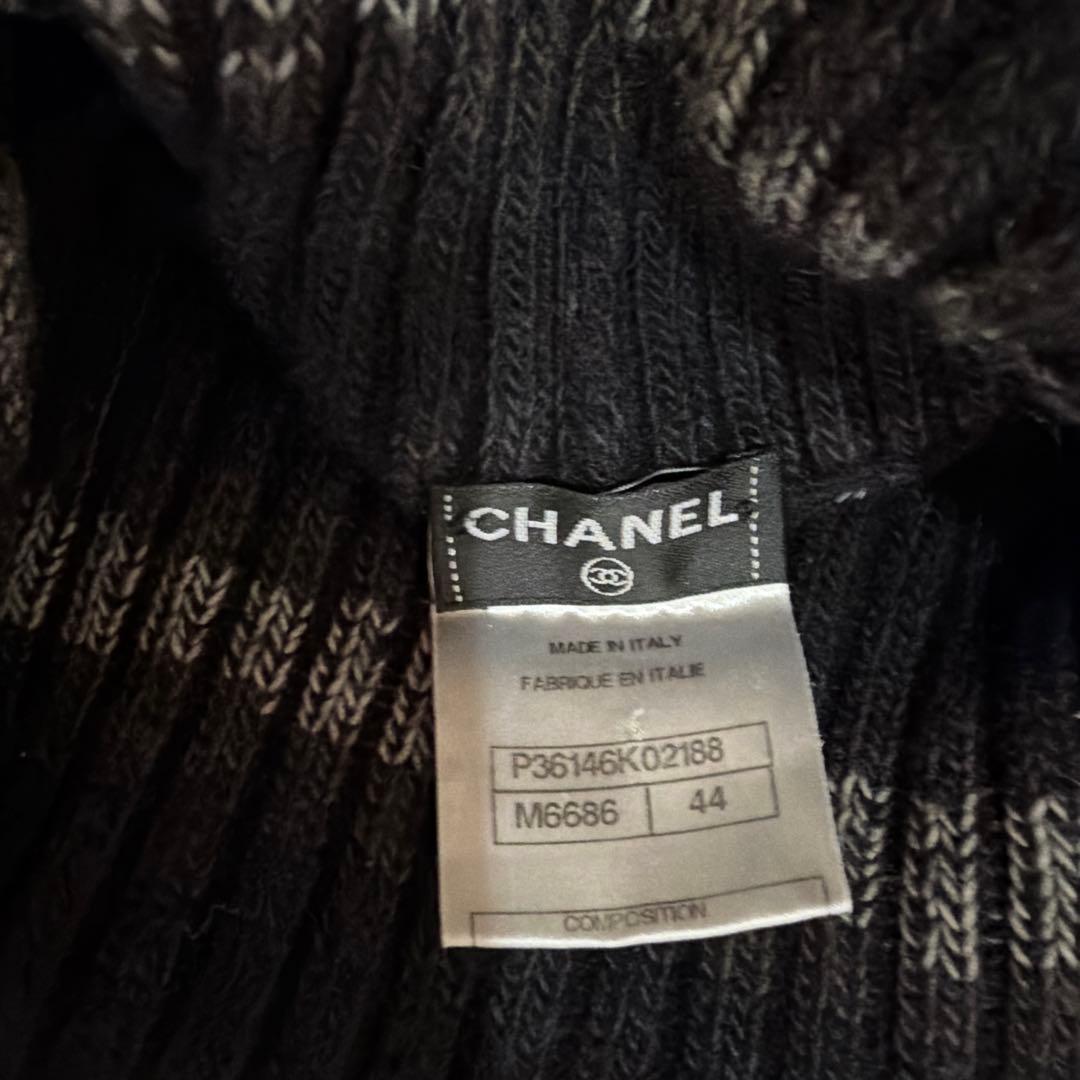 CHANEL
MADE IN ITALY
FABRIQUE EN ITALIE
P36146K02188
M6686 44
COMPOSITION